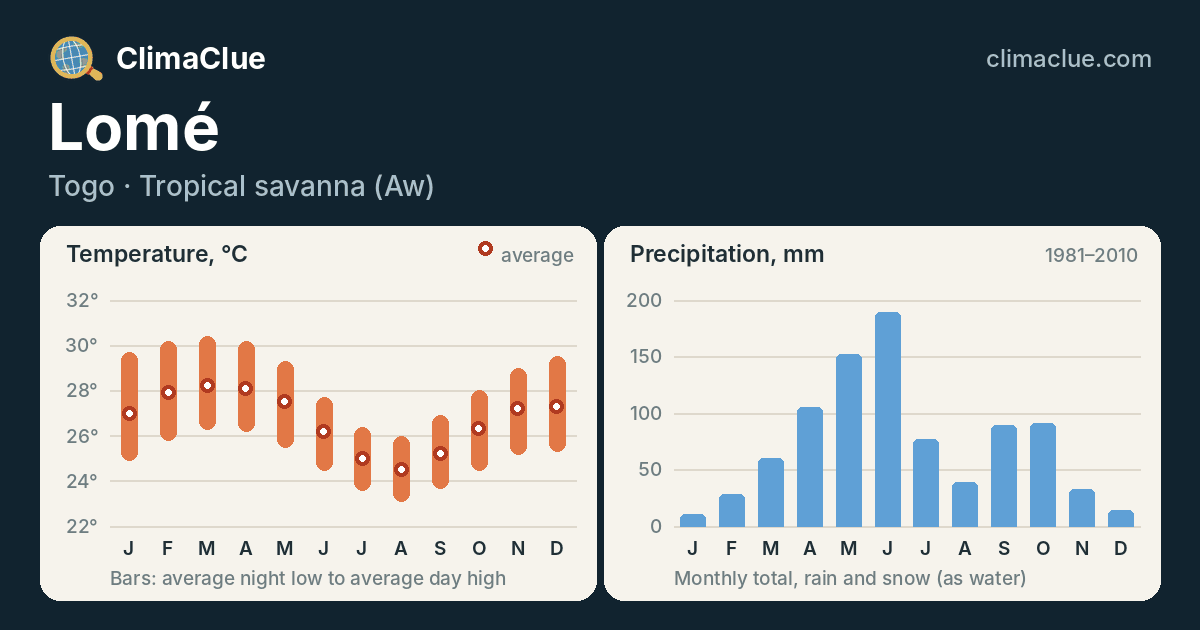 ClimaClue
climaclue.com
Lomé
Togo · Tropical savanna (Aw)
Temperature, °C
average
32°
30°
28°
26°
24°
22°
J F M A M J J A S O N D
Bars: average night low to average day high
Precipitation, mm
1981–2010
200
150
100
50
0
J F M A M J J A S O N D
Monthly total, rain and snow (as water)